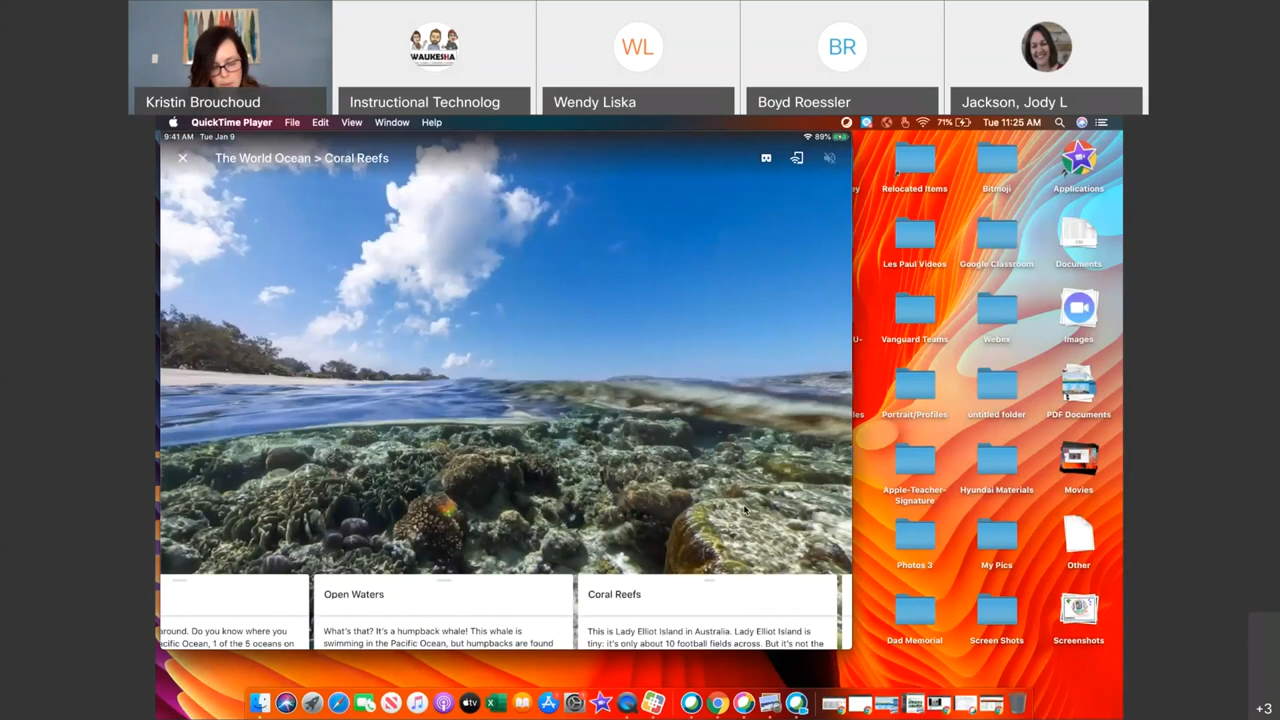 WAUKESHA
WL
BR
Kristin Brouchoud
Instructional Technolog
Wendy Liska
Boyd Roessler
Jackson, Jody L
QuickTime Player File Edit View Window Help
71% Tue 11:25 AM
9:41 AM Tue Jan 9
89%
The World Ocean > Coral Reefs
Relocated Items
Bitmoji
Applications
Les Paul Videos
Google Classroom
Documents
Vanguard Teams
Webex
Images
Portrait/Profiles
untitled folder
PDF Documents
Apple-Teacher-
Signature
Hyundai Materials
Movies
Photos 3
My Pics
Other
Dad Memorial
Screen Shots
Screenshots
Open Waters
Coral Reefs
around. Do you know where you
acific Ocean, 1 of the 5 oceans on
What's that? It's a humpback whale! This whale is
swimming in the Pacific Ocean, but humpbacks are found
This is Lady Elliot Island in Australia. Lady Elliot Island is
tiny: it's only about 10 football fields across. But it's not the
tv
+3